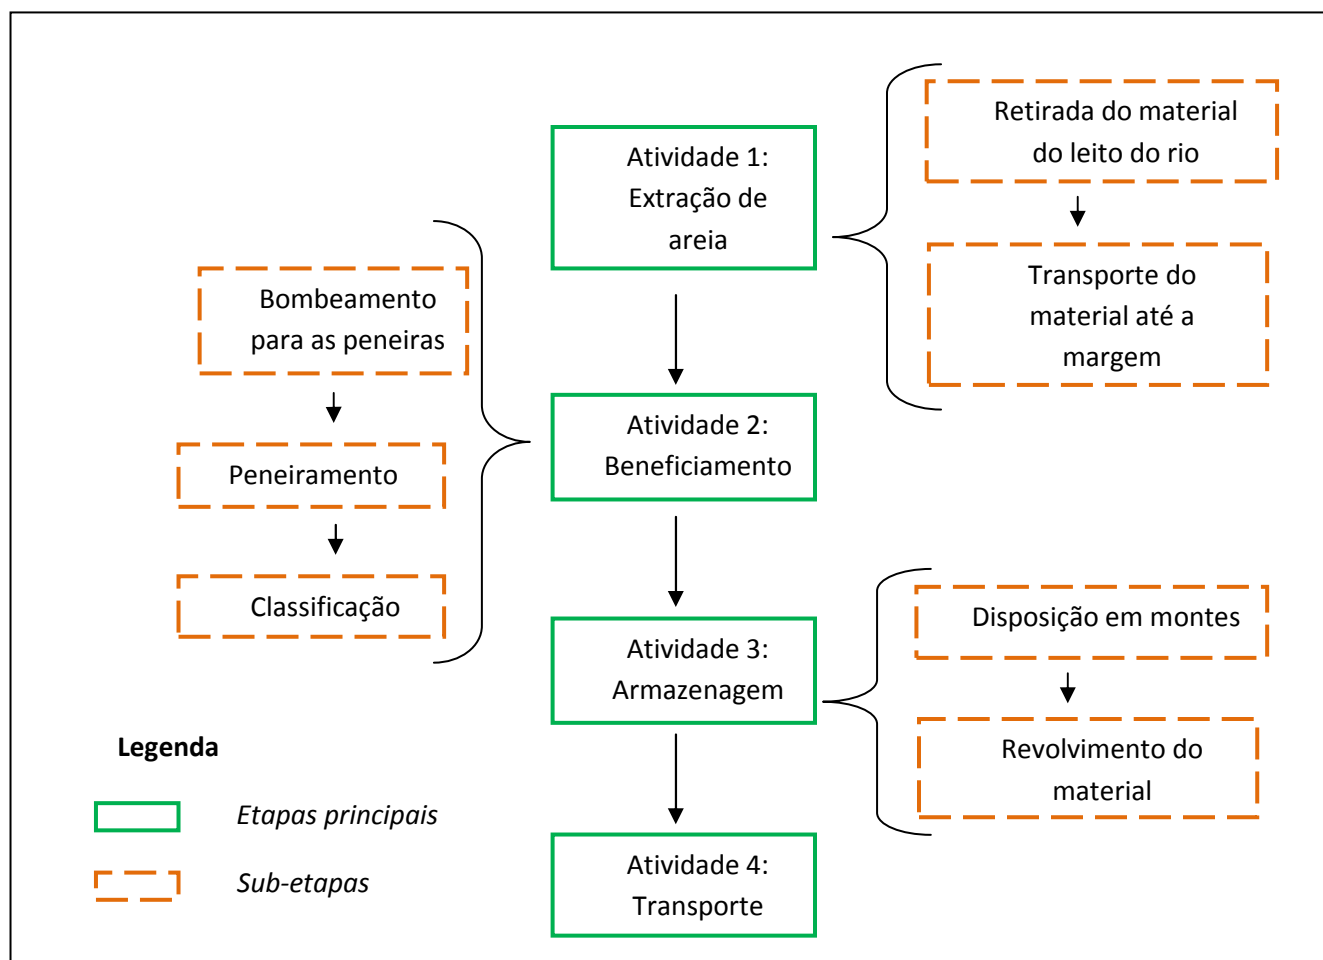 Atividade 1:
Extração de
areia
Retirada do material
do leito do rio
Transporte do
material até a
margem
Atividade 2:
Beneficiamento
Bombeamento
para as peneiras
Peneiramento
Classificação
Atividade 3:
Armazenagem
Disposição em montes
Revolvimento do
material
Atividade 4:
Transporte
Legenda
Etapas principais
Sub-etapas